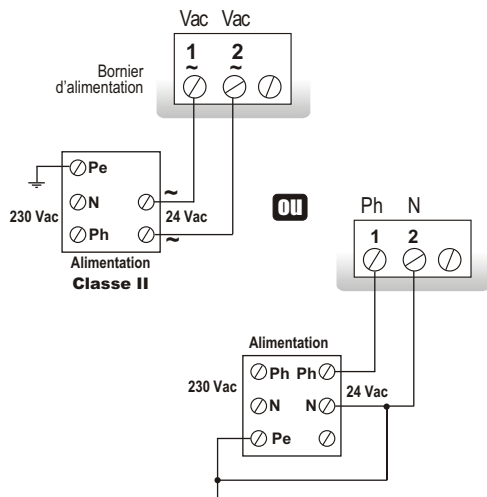 Vac Vac
1 2
~ ~
Bornier
d'alimentation
Pe
N
~
230 Vac
24 Vac
Ph
~
Alimentation
Classe II
ou
Ph N
1 2
Alimentation
Ph Ph
230 Vac
24 Vac
N N
Pe